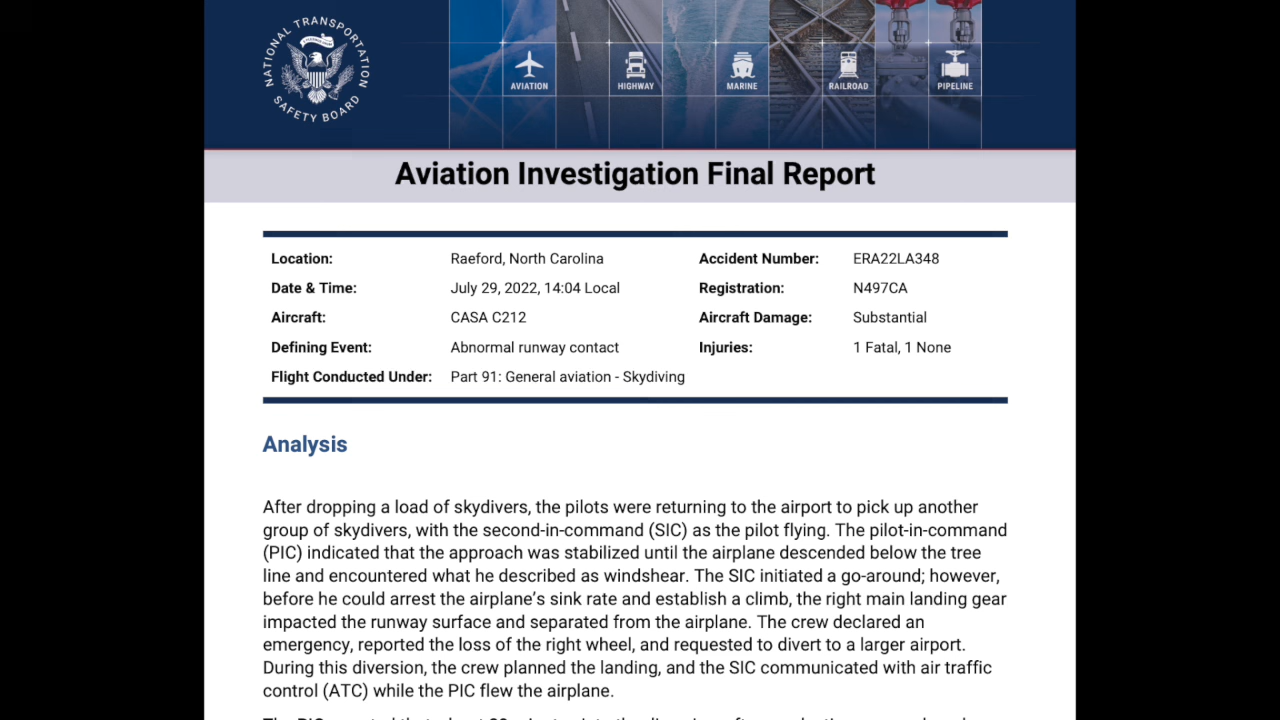 NATIONAL TRANSPORTATION
SAFETY BOARD
AVIATION
HIGHWAY
MARINE
RAILROAD
PIPELINE
Aviation Investigation Final Report
Location: Raeford, North Carolina Accident Number: ERA22LA348
Date & Time: July 29, 2022, 14:04 Local Registration: N497CA
Aircraft: CASA C212 Aircraft Damage: Substantial
Defining Event: Abnormal runway contact Injuries: 1 Fatal, 1 None
Flight Conducted Under: Part 91: General aviation - Skydiving
Analysis
After dropping a load of skydivers, the pilots were returning to the airport to pick up another
group of skydivers, with the second-in-command (SIC) as the pilot flying. The pilot-in-command
(PIC) indicated that the approach was stabilized until the airplane descended below the tree
line and encountered what he described as windshear. The SIC initiated a go-around; however,
before he could arrest the airplane’s sink rate and establish a climb, the right main landing gear
impacted the runway surface and separated from the airplane. The crew declared an
emergency, reported the loss of the right wheel, and requested to divert to a larger airport.
During this diversion, the crew planned the landing, and the SIC communicated with air traffic
control (ATC) while the PIC flew the airplane.